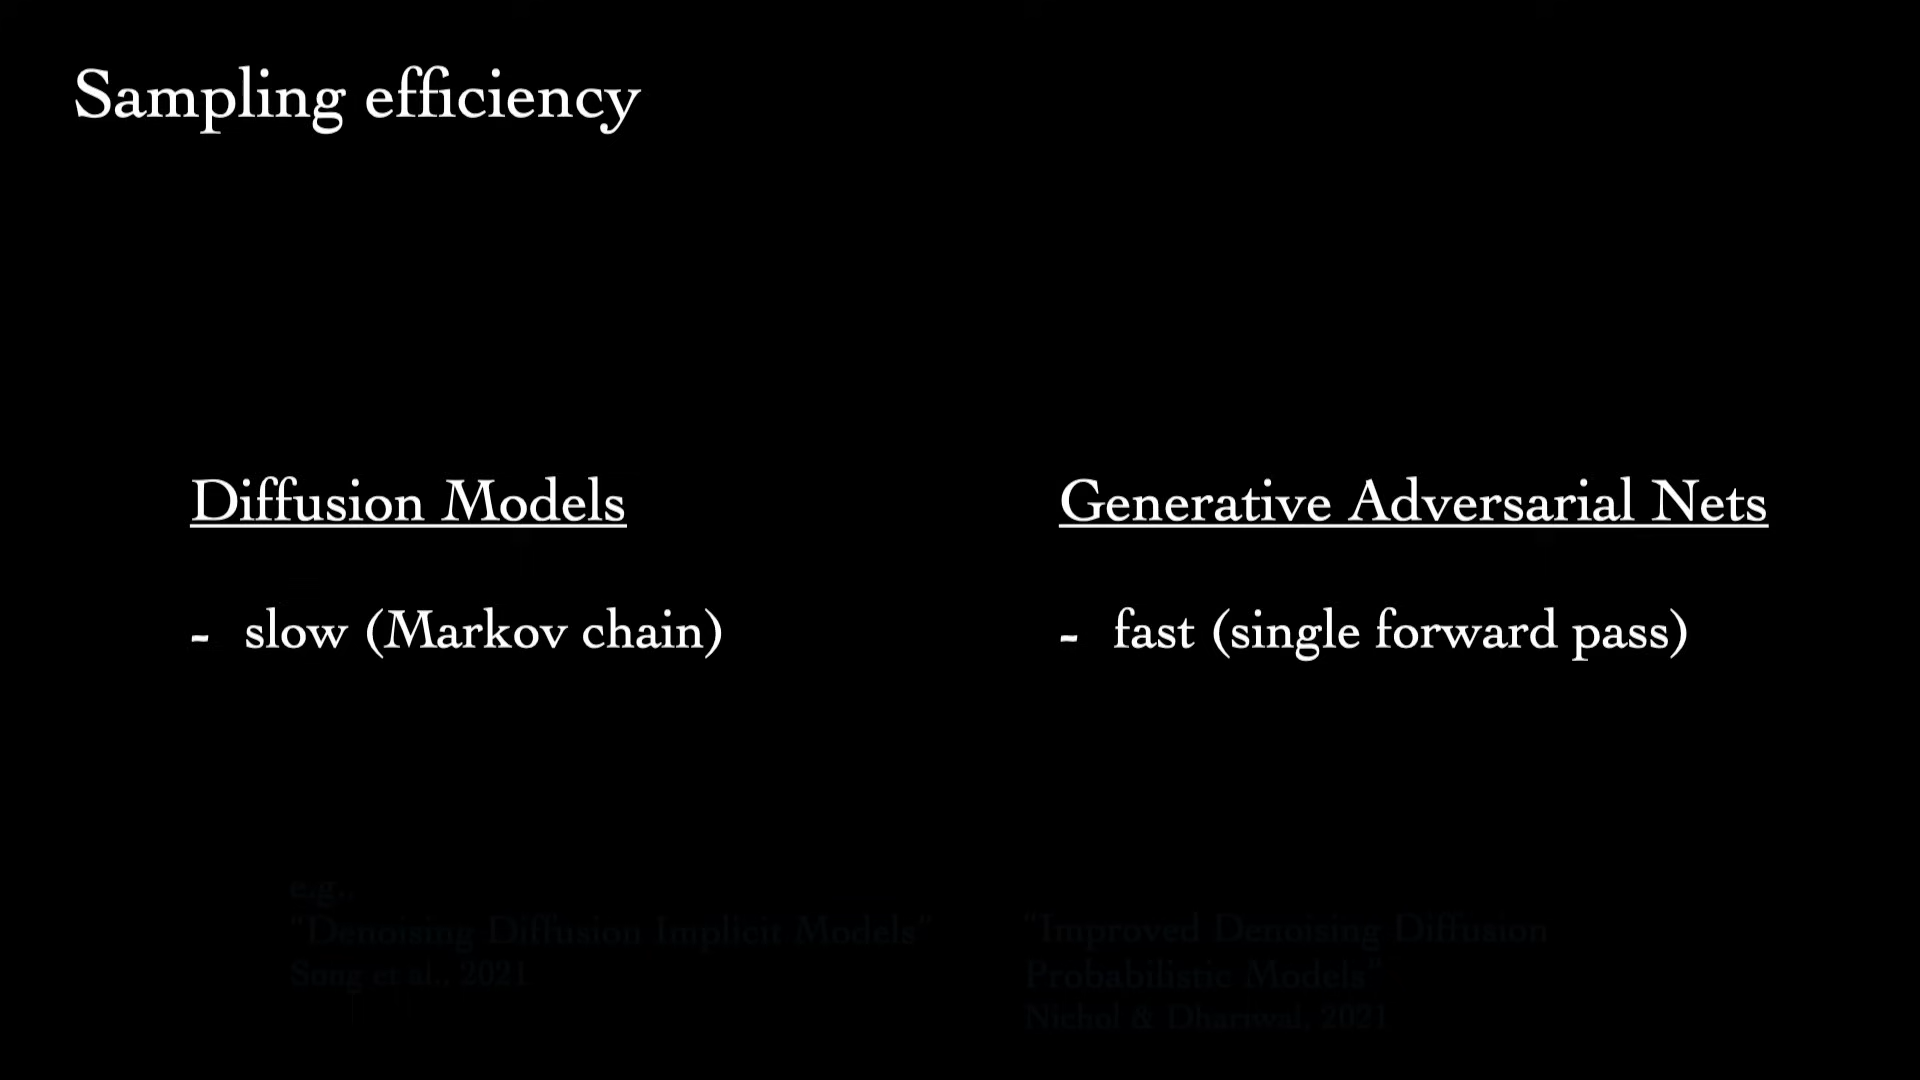 Sampling efficiency
Diffusion Models
- slow (Markov chain)
Generative Adversarial Nets
- fast (single forward pass)
e.g.,
"Denoising Diffusion Implicit Models"
Song et al., 2021
"Improved Denoising Diffusion
Probabilistic Models"
Nichol & Dhariwal, 2021